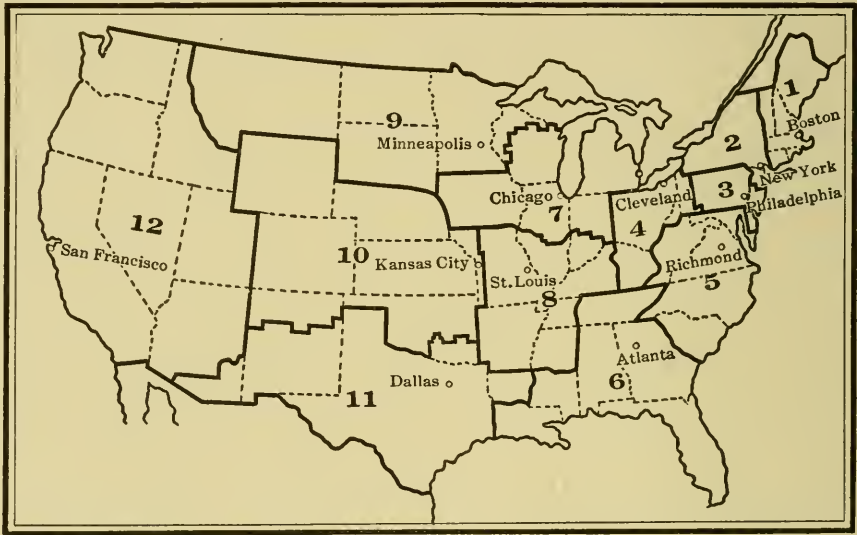 1
Boston
9
Minneapolis
2
New York
Chicago
Cleveland
3
Philadelphia
7
12
4
San Francisco
10
Kansas City
Richmond
St. Louis
5
8
Atlanta
Dallas
6
11